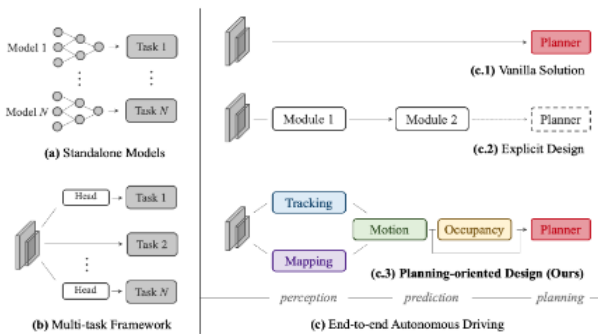 Model 1
Task 1
Model N
Task N
(a) Standalone Models
Head
Task 1
Task 2
Head
Task N
(b) Multi-task Framework
Planner
(c.1) Vanilla Solution
Module 1
Module 2
Planner
(c.2) Explicit Design
Tracking
Motion
Occupancy
Planner
Mapping
(c.3) Planning-oriented Design (Ours)
perception
prediction
planning
(c) End-to-end Autonomous Driving